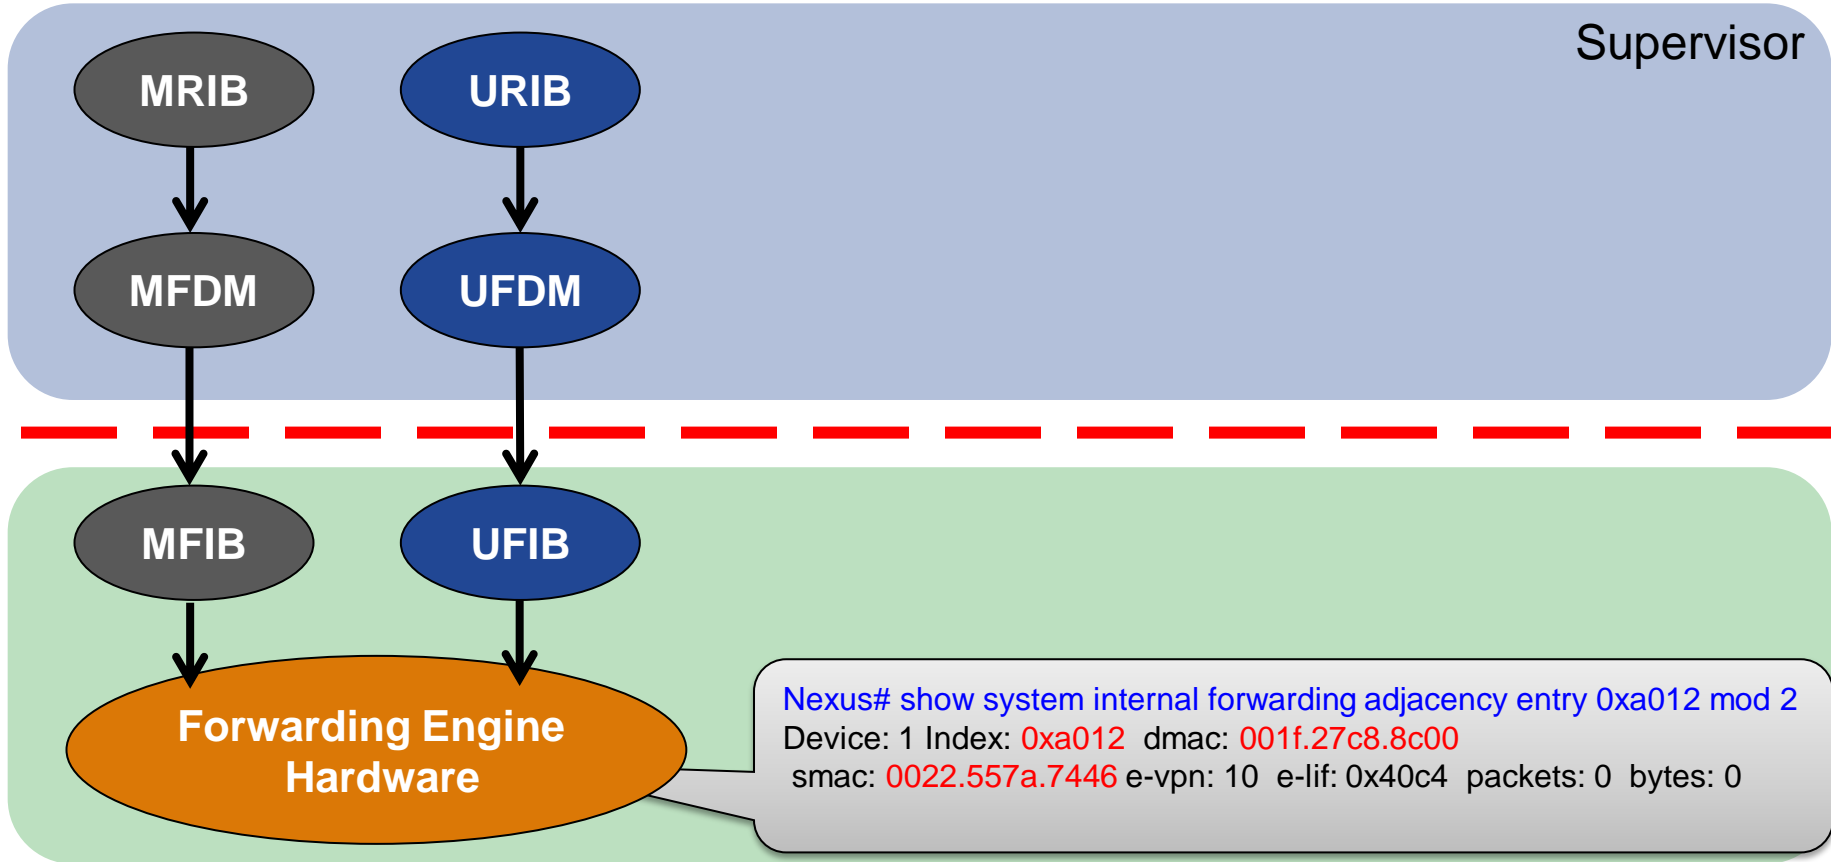 Supervisor
MRIB
URIB
MFDM
UFDM
MFIB
UFIB
Forwarding Engine
Hardware
Nexus# show system internal forwarding adjacency entry 0xa012 mod 2
Device: 1 Index: 0xa012 dmac: 001f.27c8.8c00
smac: 0022.557a.7446 e-vpn: 10 e-lif: 0x40c4 packets: 0 bytes: 0